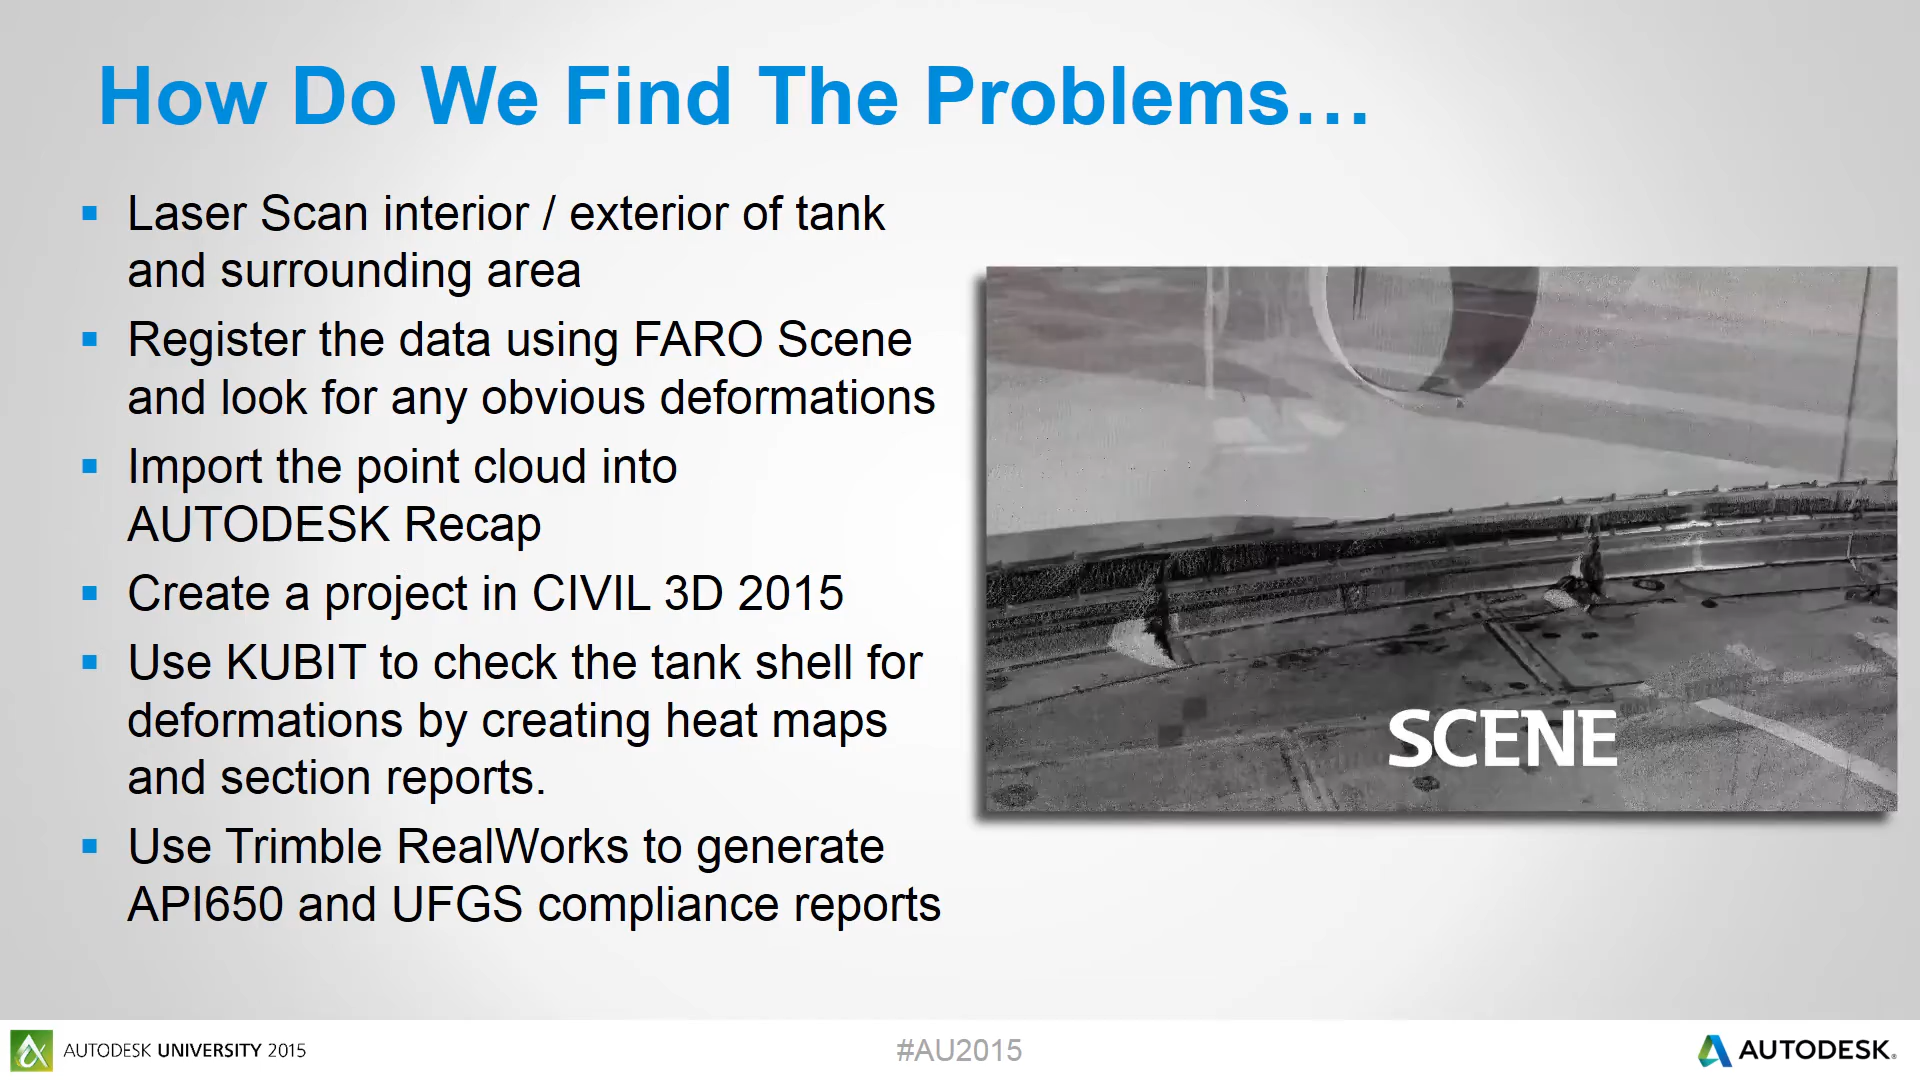 How Do We Find The Problems…
Laser Scan interior / exterior of tank
and surrounding area
Register the data using FARO Scene
and look for any obvious deformations
Import the point cloud into
AUTODESK Recap
Create a project in CIVIL 3D 2015
Use KUBIT to check the tank shell for
deformations by creating heat maps
and section reports.
Use Trimble RealWorks to generate
API650 and UFGS compliance reports
SCENE
AUTODESK UNIVERSITY 2015
#AU2015
AUTODESK®